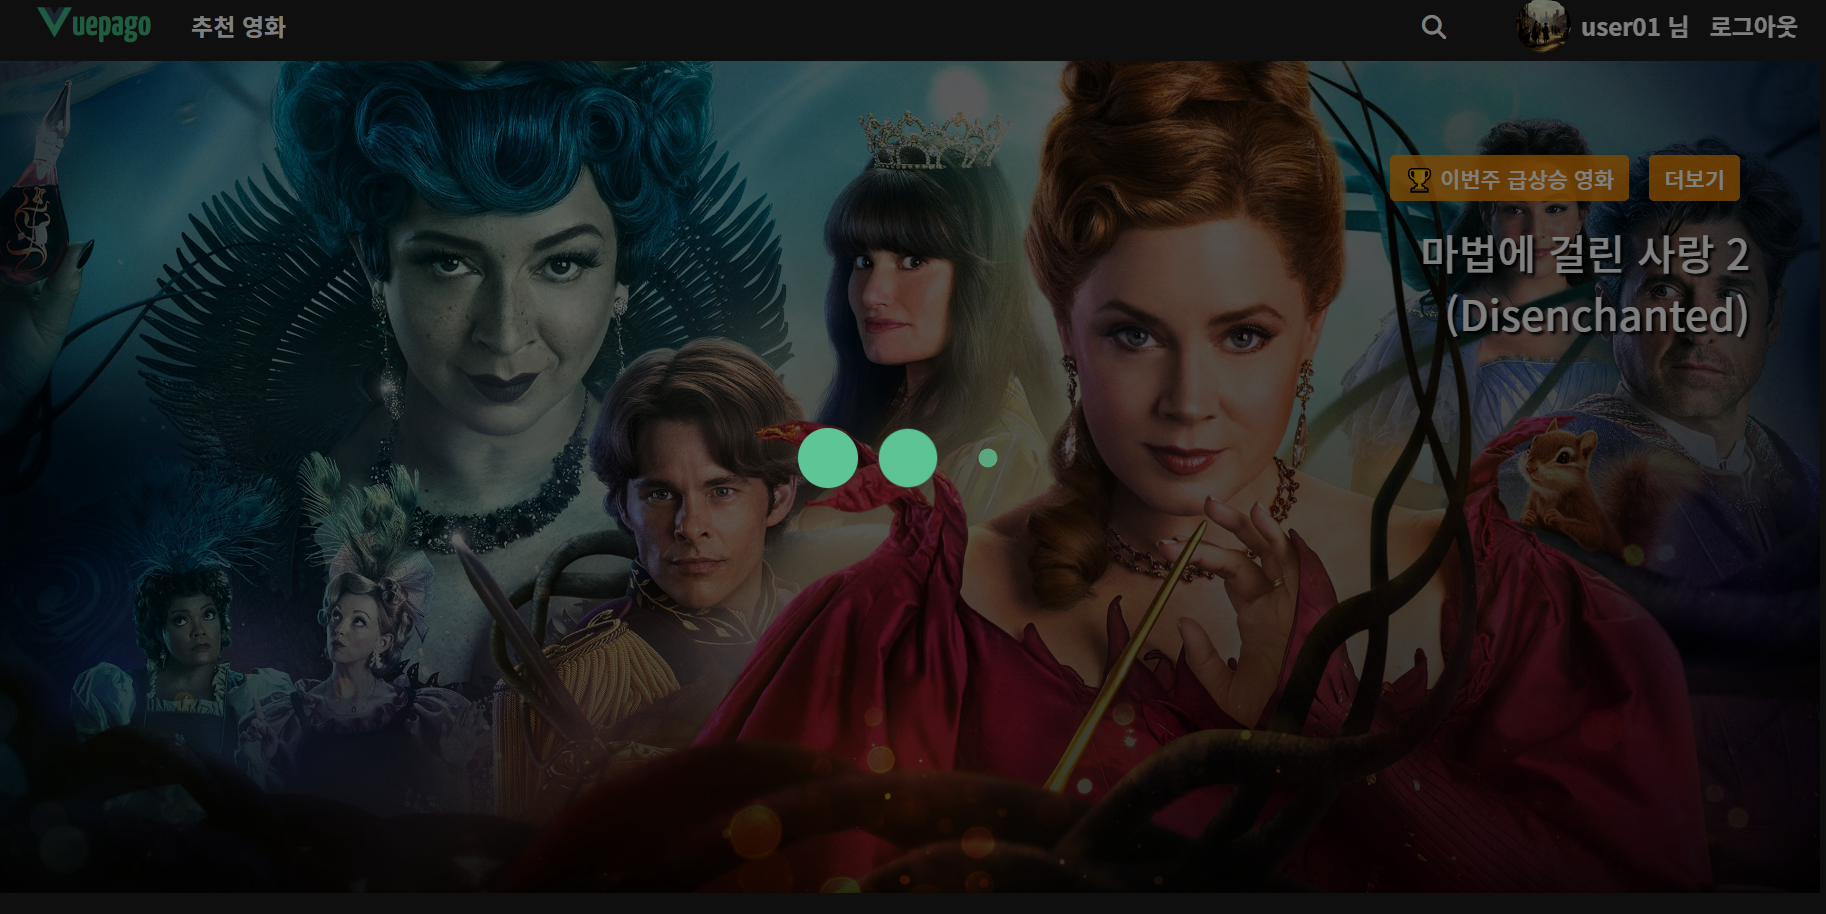 Vuepago 추천 영화 user01 님 로그아웃
이번주 급상승 영화 더보기
마법에 걸린 사랑 2
(Disenchanted)